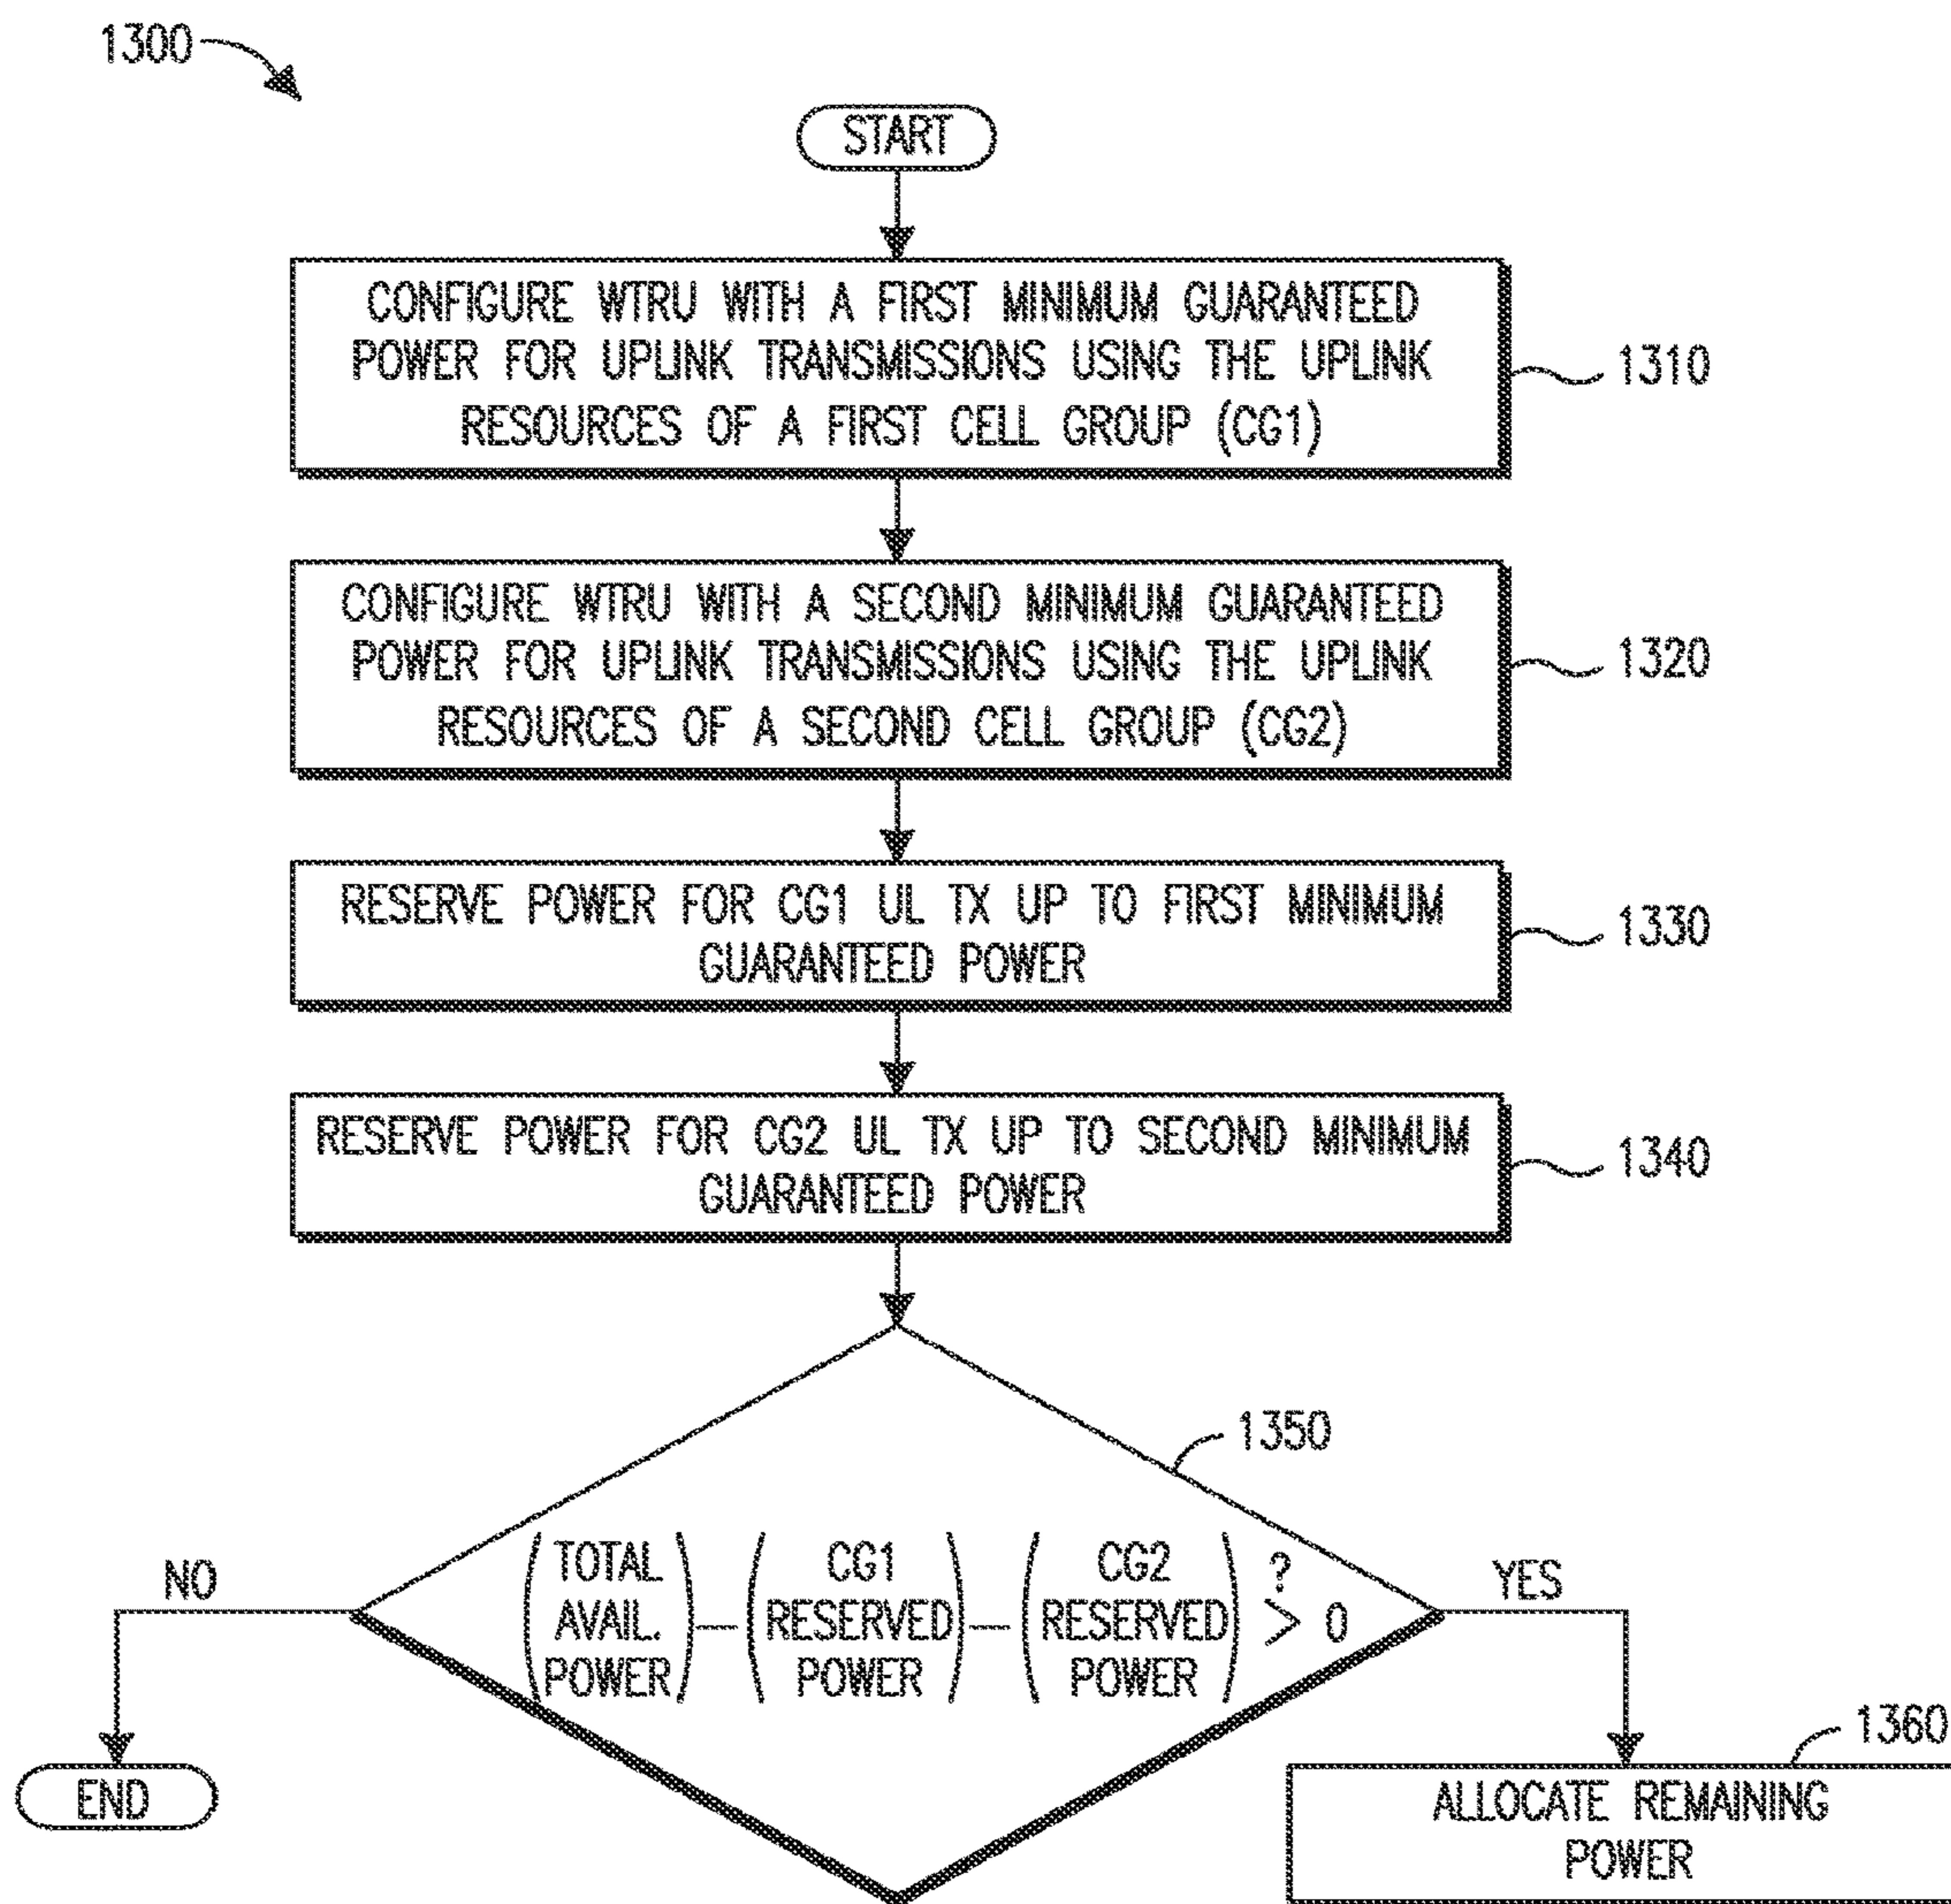 1300
START
CONFIGURE WTRU WITH A FIRST MINIMUM GUARANTEED
POWER FOR UPLINK TRANSMISSIONS USING THE UPLINK
RESOURCES OF A FIRST CELL GROUP (CG1)
1310
CONFIGURE WTRU WITH A SECOND MINIMUM GUARANTEED
POWER FOR UPLINK TRANSMISSIONS USING THE UPLINK
RESOURCES OF A SECOND CELL GROUP (CG2)
1320
RESERVE POWER FOR CG1 UL TX UP TO FIRST MINIMUM
GUARANTEED POWER
1330
RESERVE POWER FOR CG2 UL TX UP TO SECOND MINIMUM
GUARANTEED POWER
1340
1350
NO
(TOTAL
AVAIL.
POWER)
—
(CG1
RESERVED
POWER)
—
(CG2
RESERVED
POWER)
?
> 0
YES
END
1360
ALLOCATE REMAINING
POWER